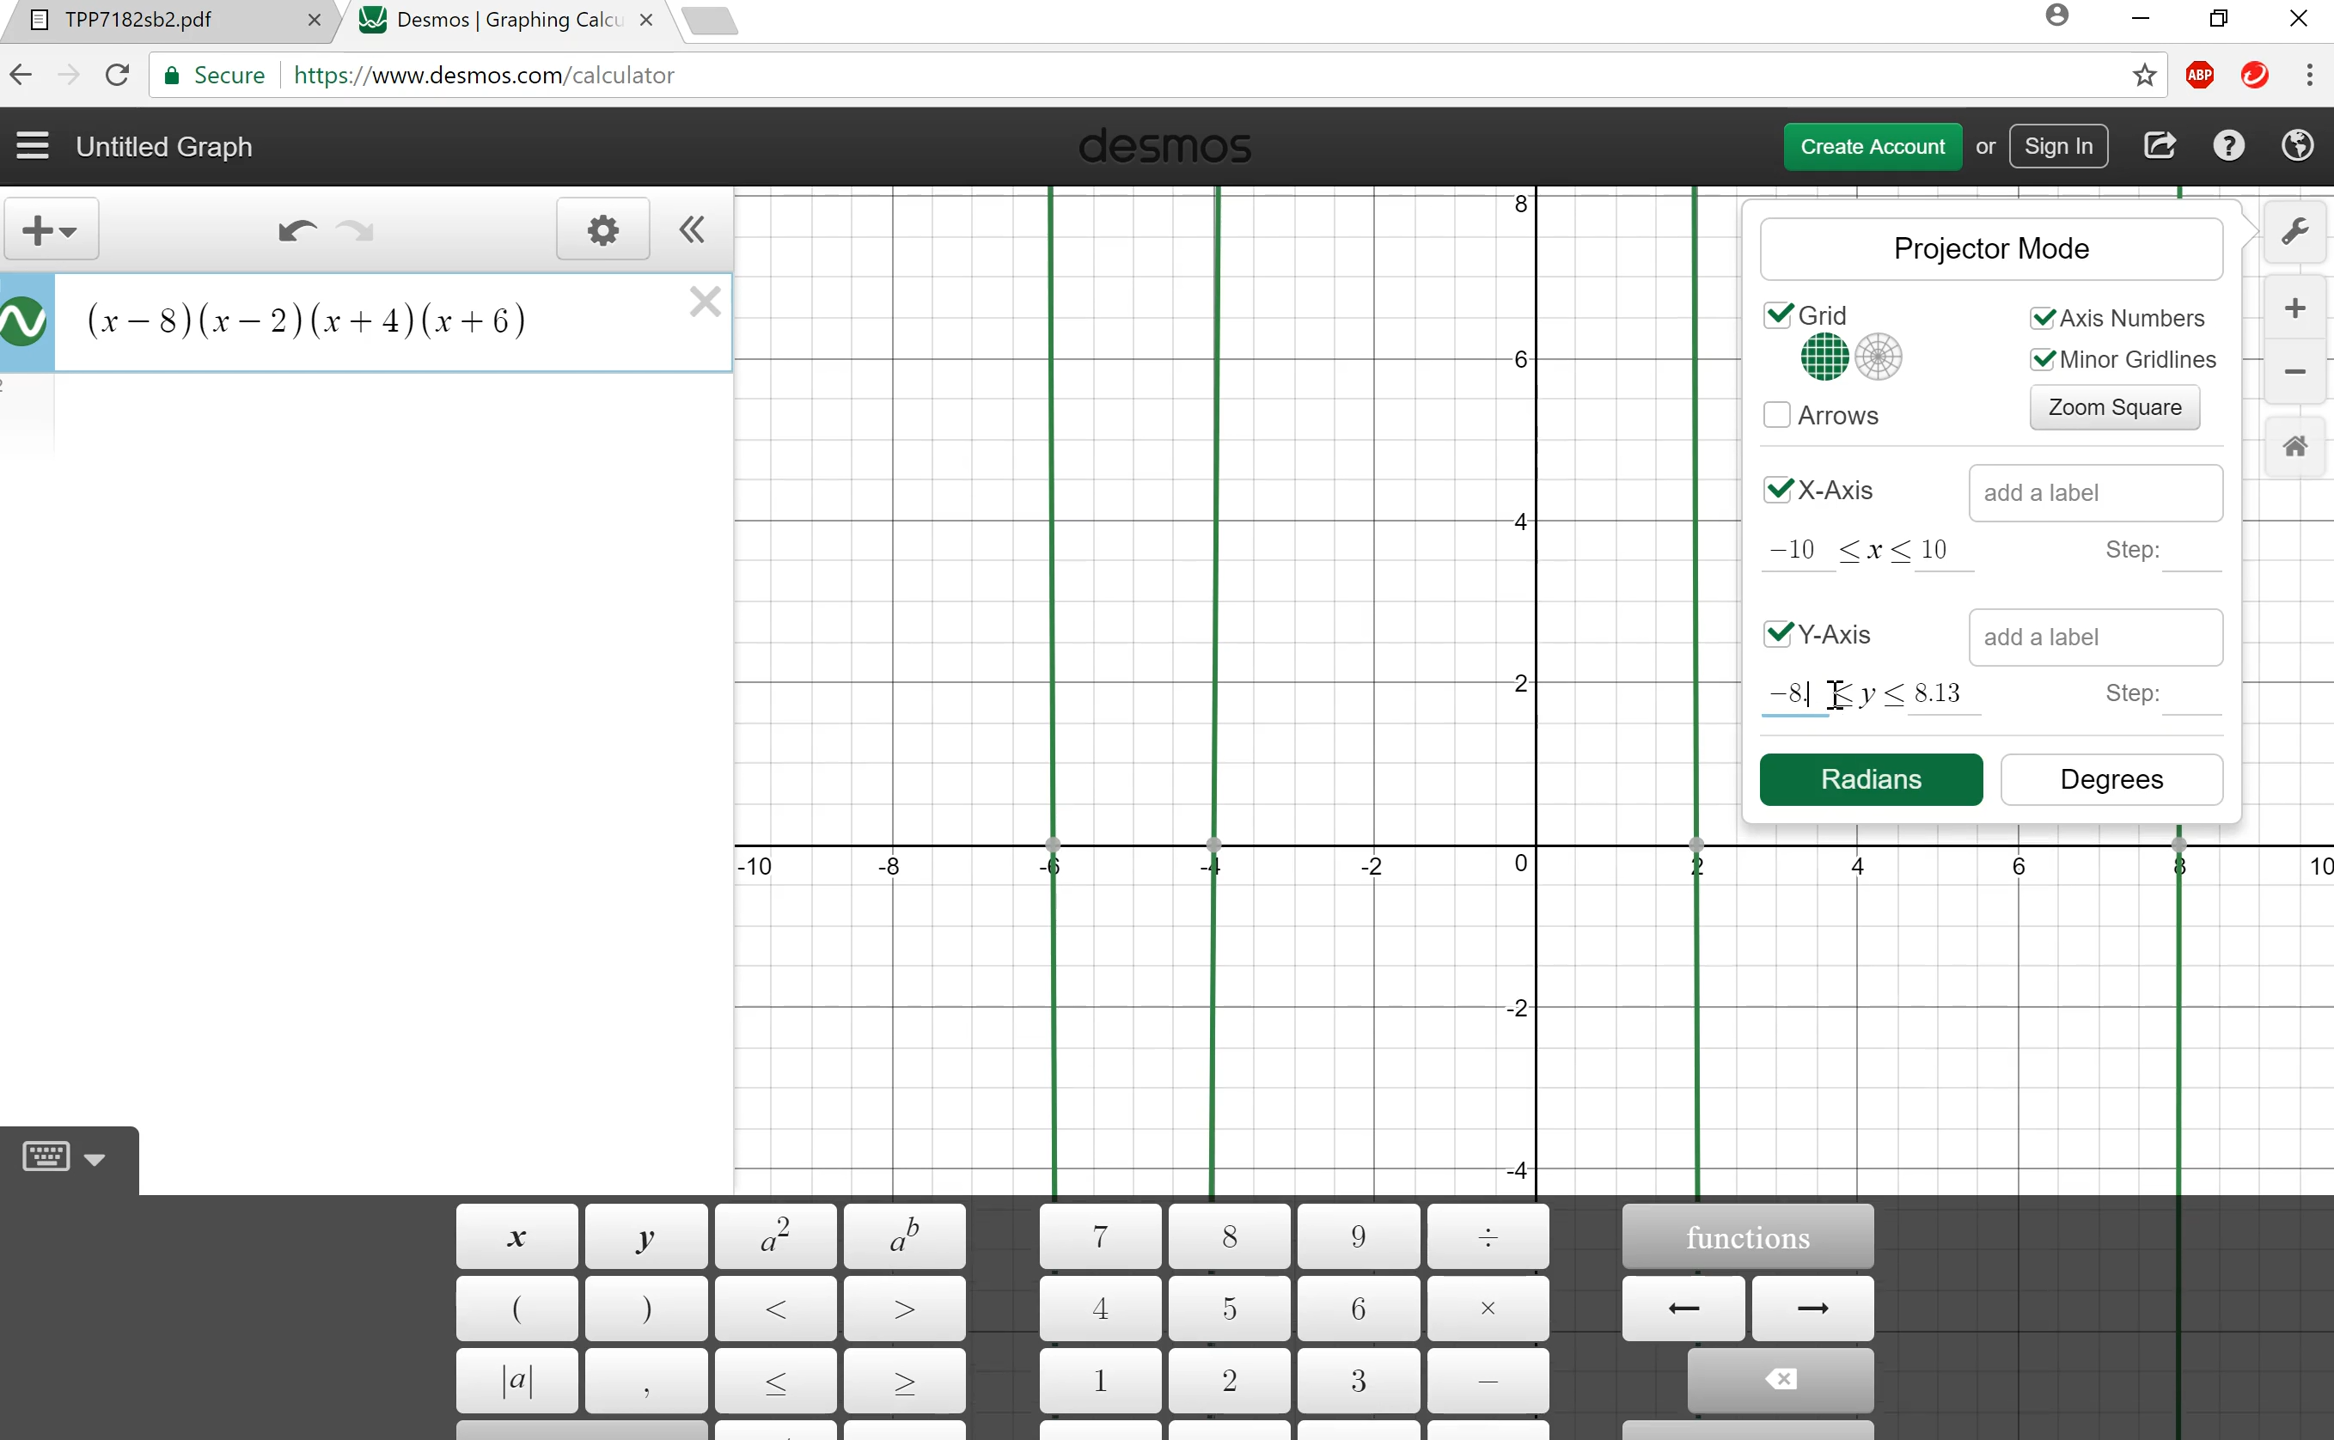 TPP7182sb2.pdf
Desmos | Graphing Calcu
Secure
https://www.desmos.com/calculator
ABP
Untitled Graph
desmos
Create Account
or
Sign In
?
«
(x − 8)(x − 2)(x + 4)(x + 6)
2
8
6
4
2
0
-2
-4
-10
-8
-6
-4
-2
2
4
6
8
10
Projector Mode
Grid
Axis Numbers
Minor Gridlines
Arrows
Zoom Square
X-Axis
add a label
−10 ≤ x ≤ 10
Step:
Y-Axis
add a label
−8. ≤ y ≤ 8.13
Step:
Radians
Degrees
+
−
x y a² aᵇ 7 8 9 ÷ functions
( ) < > 4 5 6 × ← →
|a| , ≤ ≥ 1 2 3 −